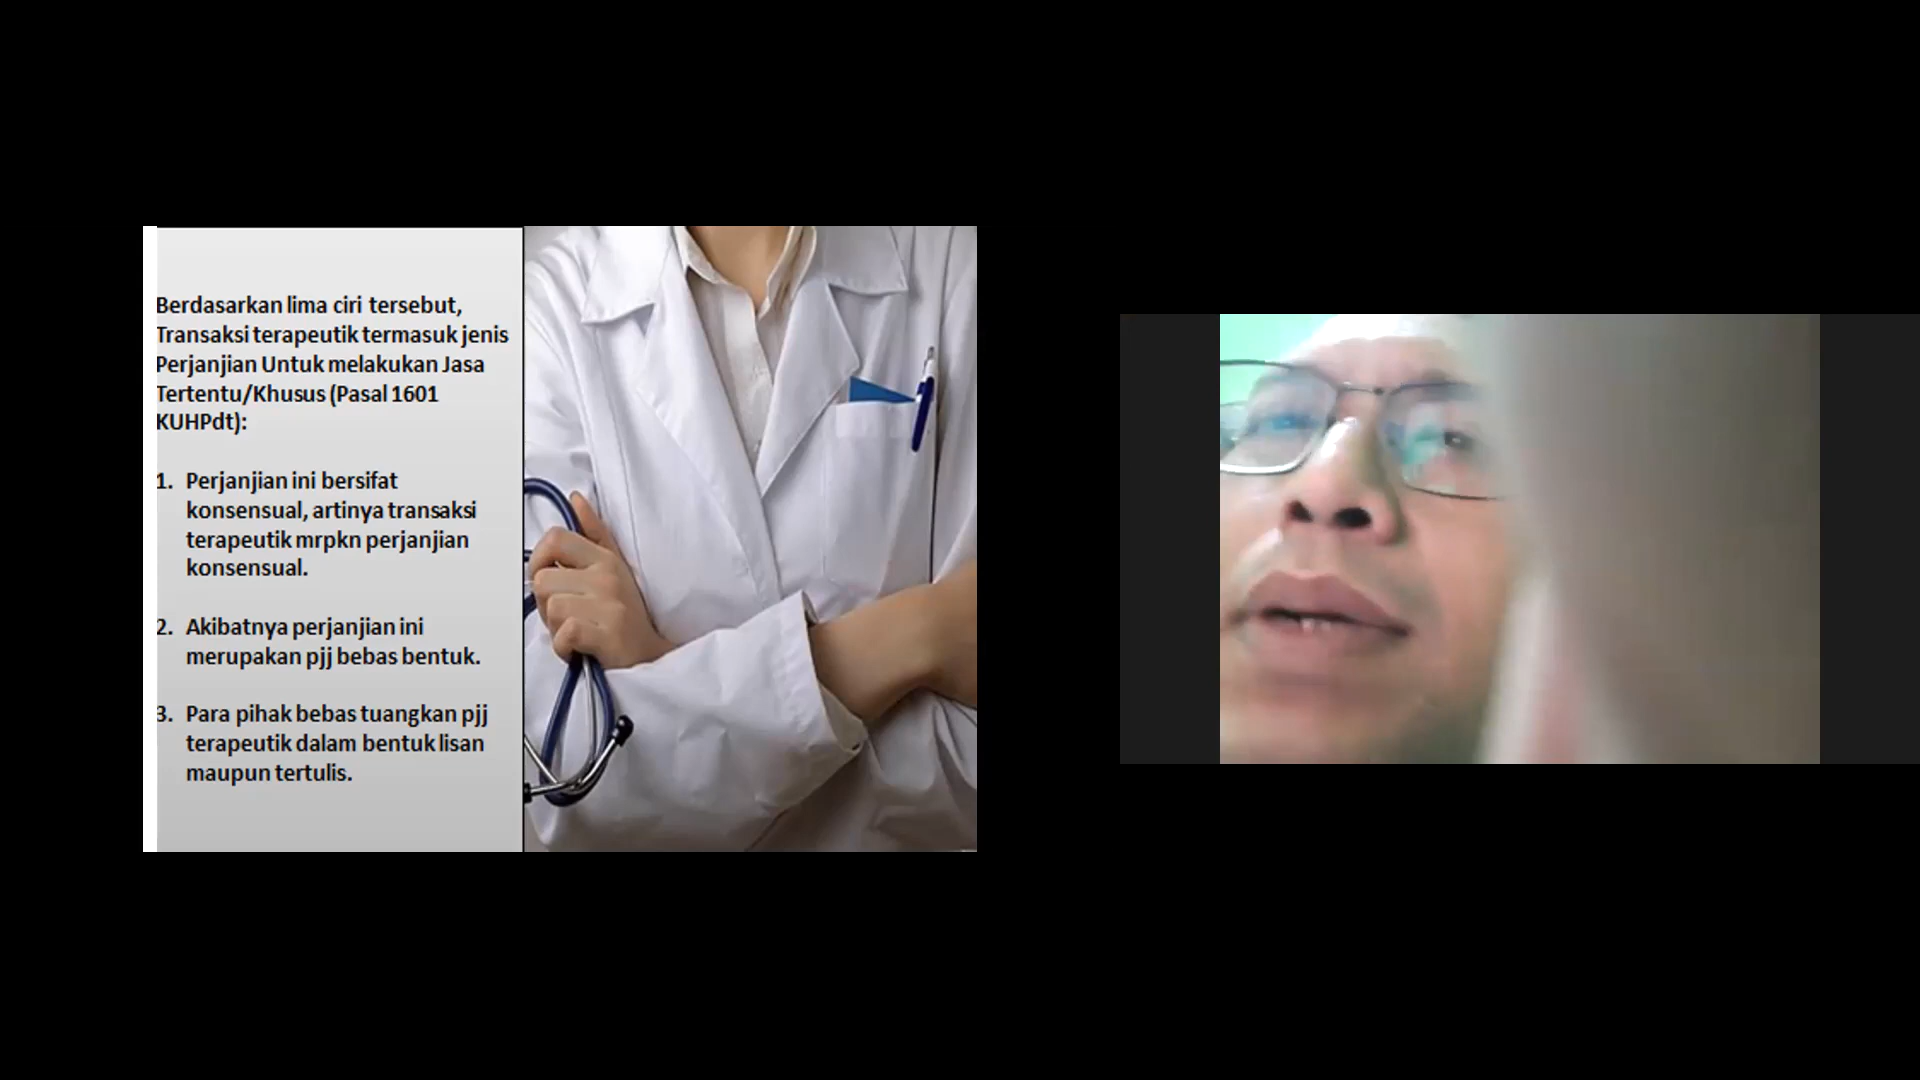 Berdasarkan lima ciri tersebut,
Transaksi terapeutik termasuk jenis
Perjanjian Untuk melakukan Jasa
Tertentu/Khusus (Pasal 1601
KUHPdt):
1. Perjanjian ini bersifat
konsensual, artinya transaksi
terapeutik mrpkn perjanjian
konsensual.
2. Akibatnya perjanjian ini
merupakan pjj bebas bentuk.
3. Para pihak bebas tuangkan pjj
terapeutik dalam bentuk lisan
maupun tertulis.